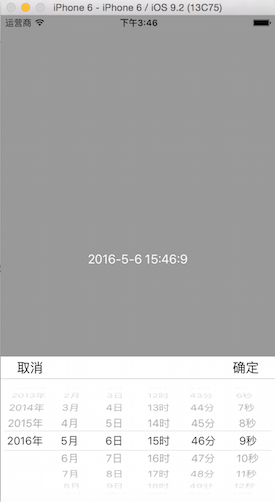 iPhone 6 - iPhone 6 / iOS 9.2 (13C75)
运营商 下午3:46
2016-5-6 15:46:9
取消 确定
2013年 2月 3日 12时 43分 6秒
2014年 3月 4日 13时 44分 7秒
2015年 4月 5日 14时 45分 8秒
2016年 5月 6日 15时 46分 9秒
6月 7日 16时 47分 10秒
7月 8日 17时 48分 11秒
8月 9日 18时 49分 12秒